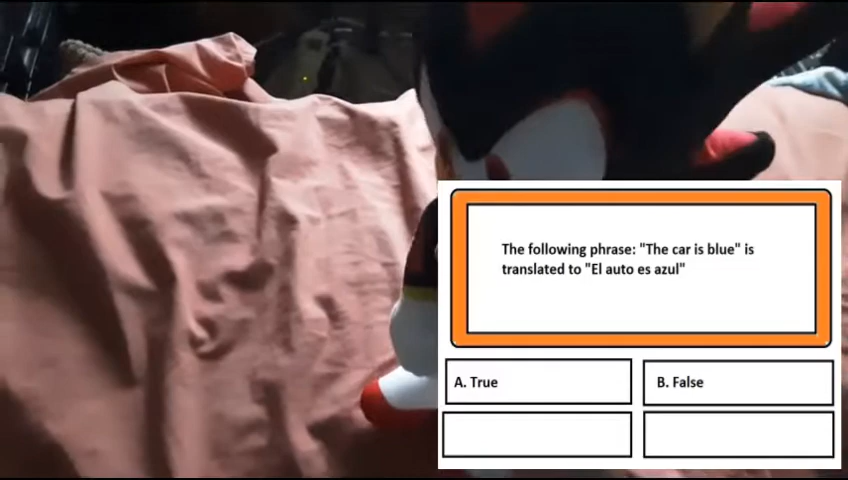 The following phrase: "The car is blue" is
translated to "El auto es azul"
A. True
B. False